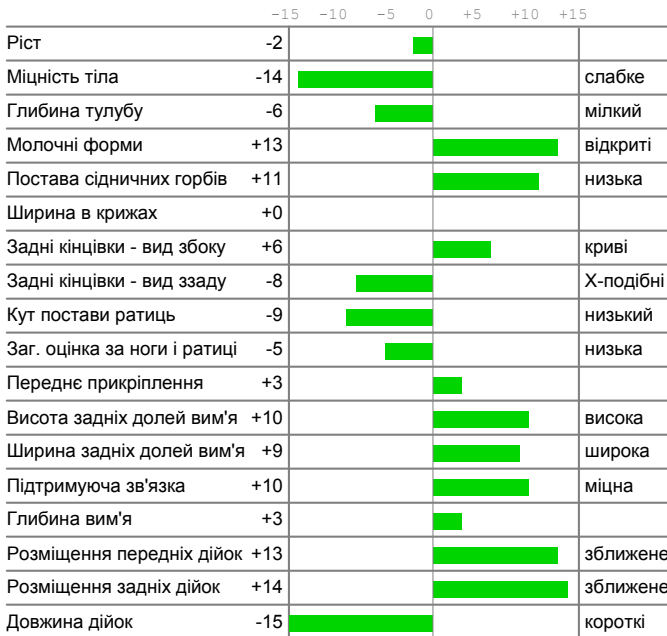 -15 -10 -5 0 +5 +10 +15
Ріст -2
Міцність тіла -14 слабке
Глибина тулубу -6 мілкий
Молочні форми +13 відкриті
Постава сідничних горбів +11 низька
Ширина в крижах +0
Задні кінцівки - вид збоку +6 криві
Задні кінцівки - вид ззаду -8 Х-подібні
Кут постави ратиць -9 низький
Заг. оцінка за ноги і ратиці -5 низька
Переднє прикріплення +3
Висота задніх долей вим'я +10 висока
Ширина задніх долей вим'я +9 широка
Підтримуюча зв'язка +10 міцна
Глибина вим'я +3
Розміщення передніх дійок +13 зближене
Розміщення задніх дійок +14 зближене
Довжина дійок -15 короткі